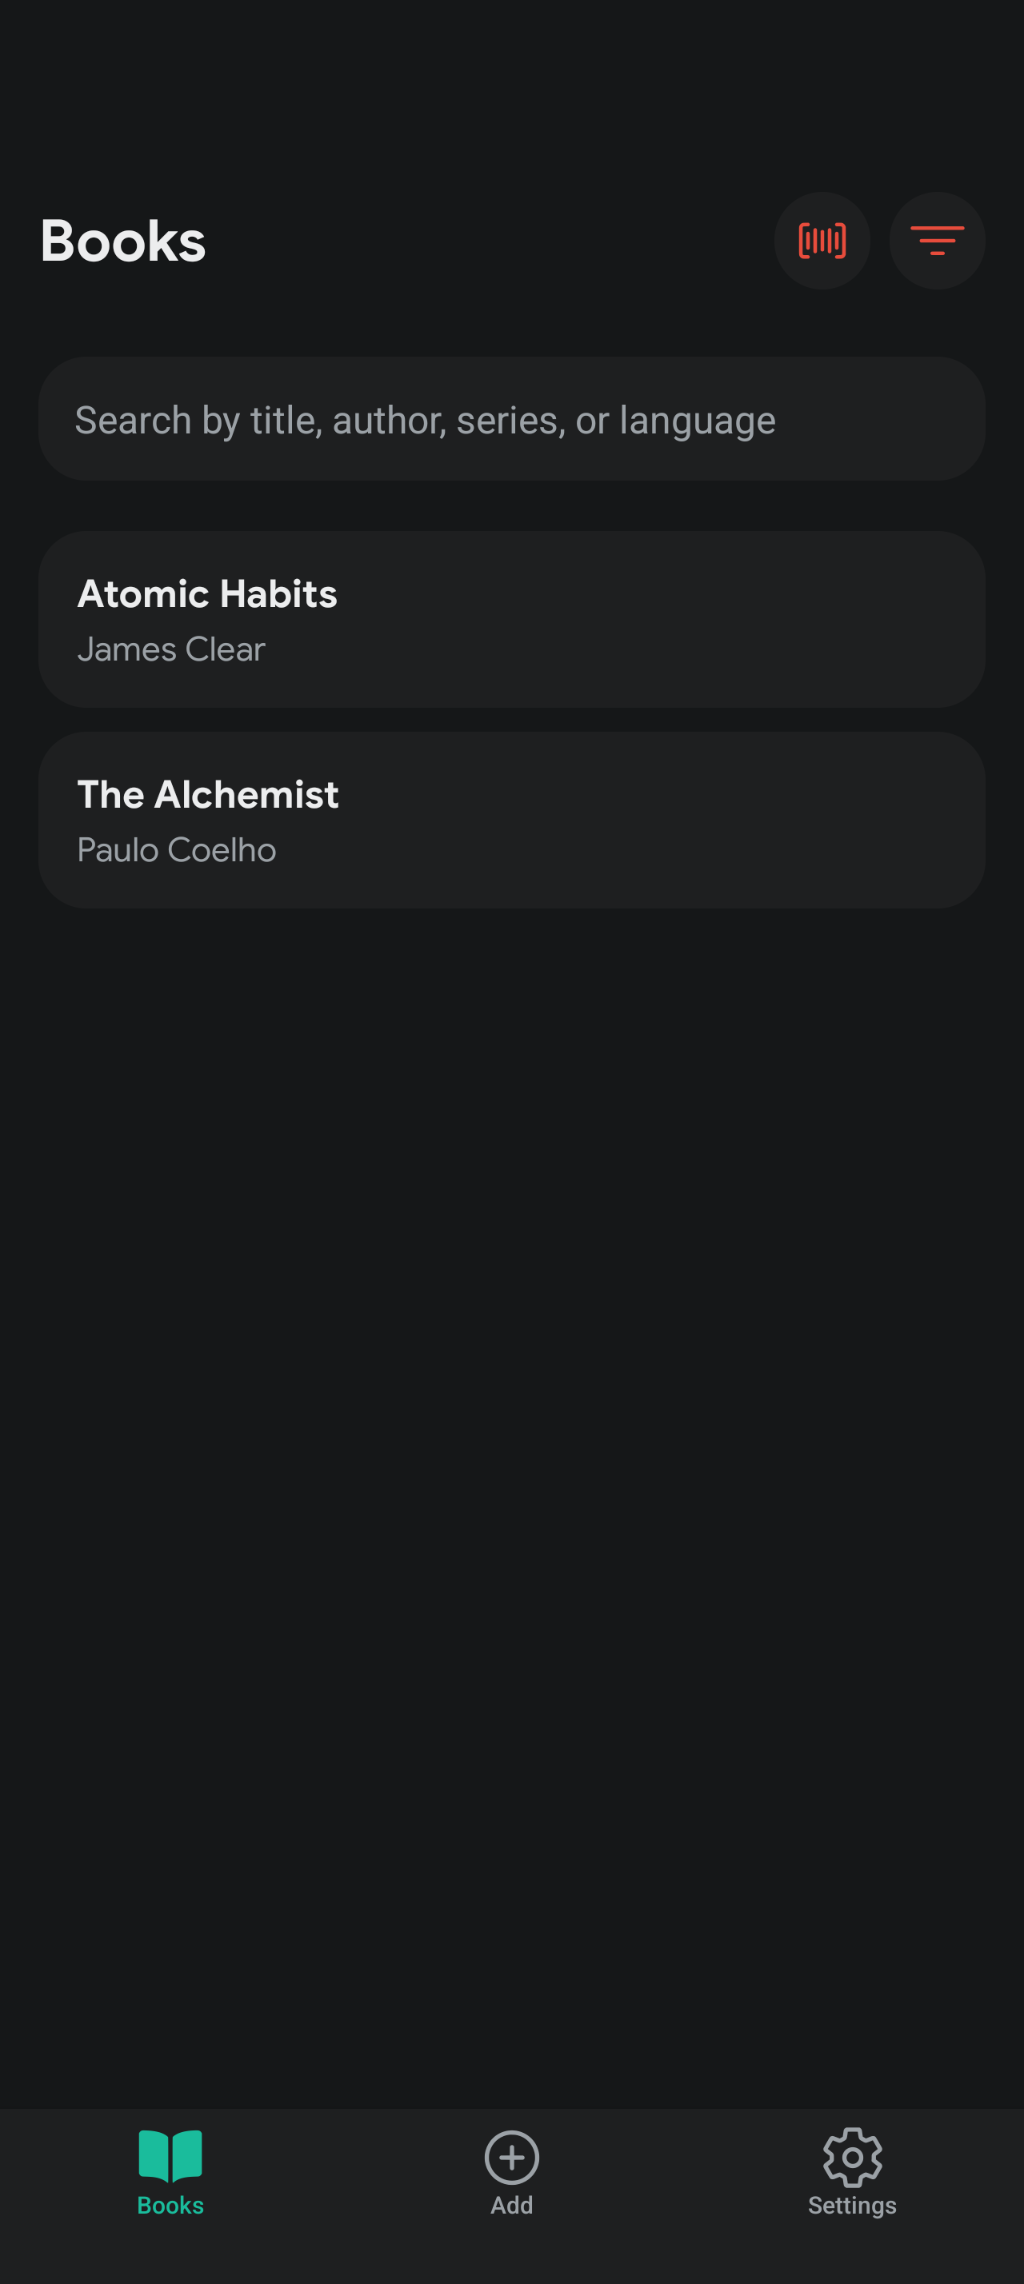 Books
Search by title, author, series, or language
Atomic Habits
James Clear
The Alchemist
Paulo Coelho
Books
Add
Settings